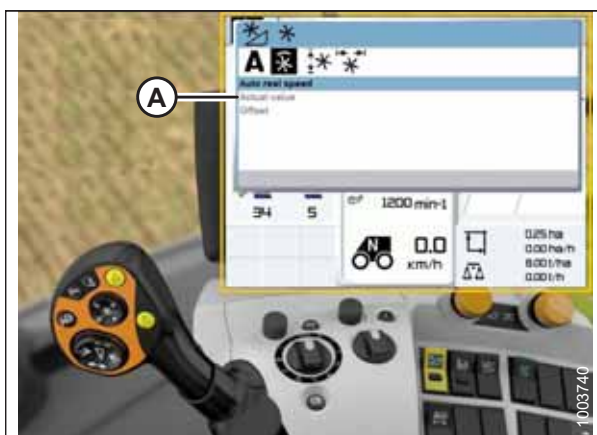 A
Auto reel speed
A
Actual value
Offset
34
5
1200 min-1
N
0.0
km/h
0.25 ha
0.00 ha/h
0.00 t/ha
0.00 t/h
1003740